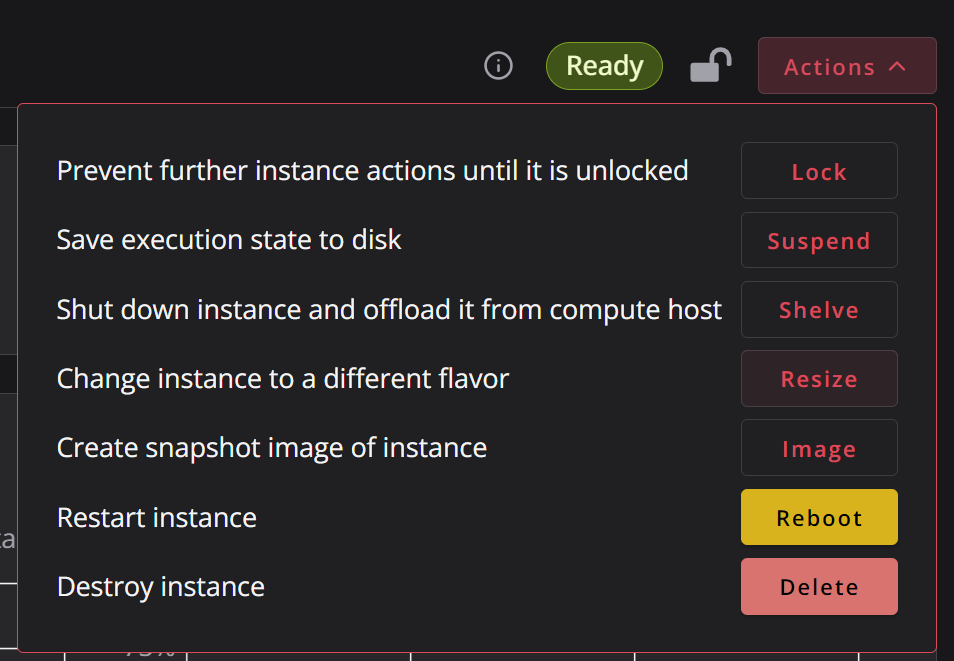 Ready
Actions
Prevent further instance actions until it is unlocked Lock
Save execution state to disk Suspend
Shut down instance and offload it from compute host Shelve
Change instance to a different flavor Resize
Create snapshot image of instance Image
Restart instance Reboot
Destroy instance Delete